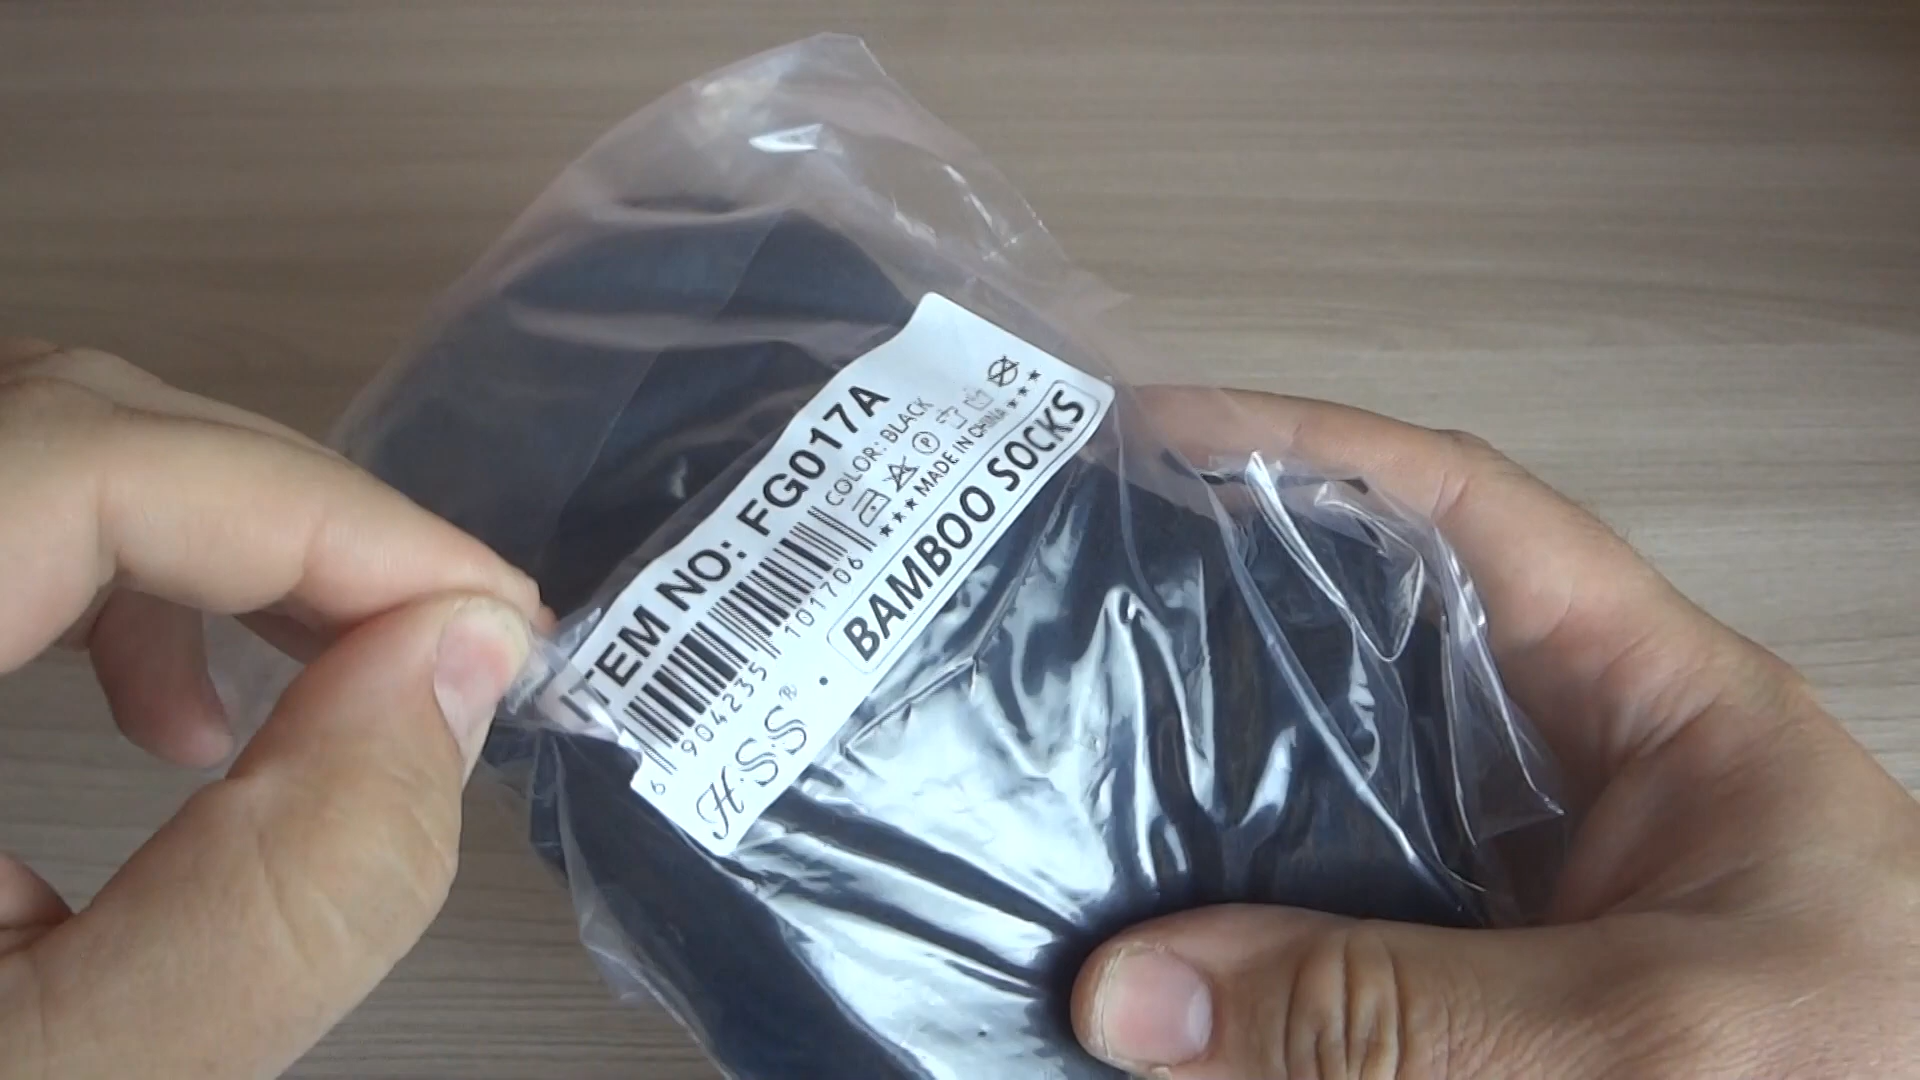 ITEM NO: FG017A
COLOR: BLACK
P
★★★ MADE IN CHINA ★★★
6 904235 101706
BAMBOO SOCKS
H·S·S®